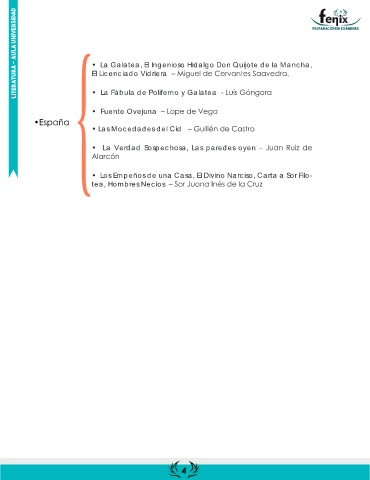 LITERATURA - AULA UNIVERSIDAD
fenix
PREPARACIÓN EXÁMENES
•España
• La Galatea, El Ingenioso Hidalgo Don Quijote de la Mancha,
El Licenciado Vidriera – Miguel de Cervantes Saavedra.
• La Fábula de Polifemo y Galatea - Luís Góngora
• Fuente Ovejuna – Lope de Vega
• Las Mocedades del Cid – Guillén de Castro
• La Verdad Sospechosa, Las paredes oyen – Juan Ruiz de
Alarcón
• Los Empeños de una Casa, El Divino Narciso, Carta a Sor Filo-
tea, Hombres Necios – Sor Juana Inés de la Cruz
4